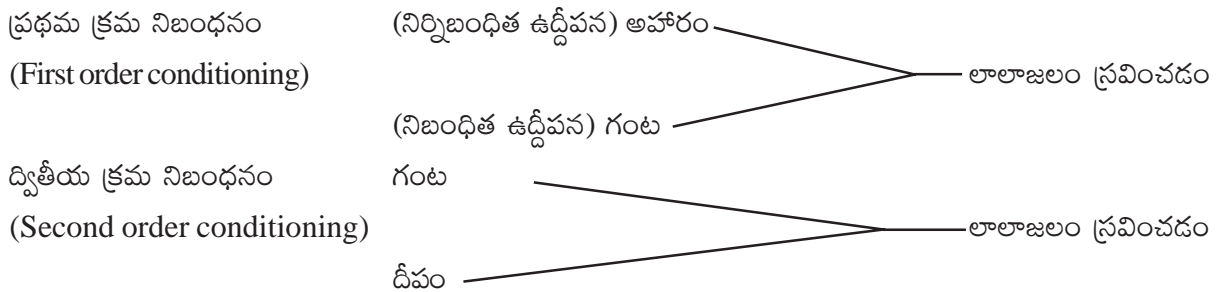 ప్రథమ క్రమ నిబంధనం (నిర్నిబంధిత ఉద్దీపన) అహారం
(First order conditioning) లాలాజలం స్రవించడం
(నిబంధిత ఉద్దీపన) గంట
ద్వితీయ క్రమ నిబంధనం గంట
(Second order conditioning) లాలాజలం స్రవించడం
దీపం